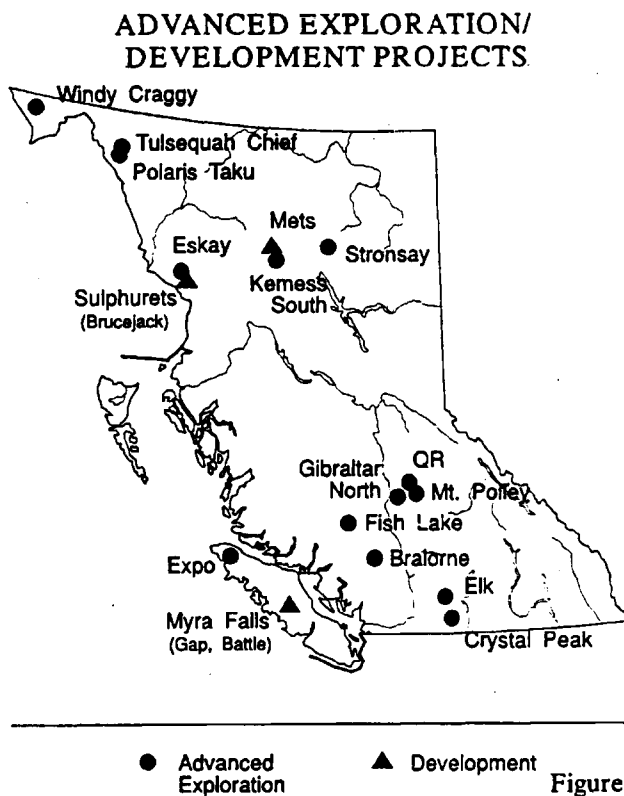 ADVANCED EXPLORATION/
DEVELOPMENT PROJECTS
Windy Craggy
Tulsequah Chief
Polaris Taku
Mets
Eskay
Stronsay
Kemess
South
Sulphurets
(Brucejack)
QR
Gibraltar
North
Mt. Polley
Fish Lake
Expo
Bralorne
Elk
Myra Falls
(Gap, Battle)
Crystal Peak
Advanced
Exploration
Development
Figure